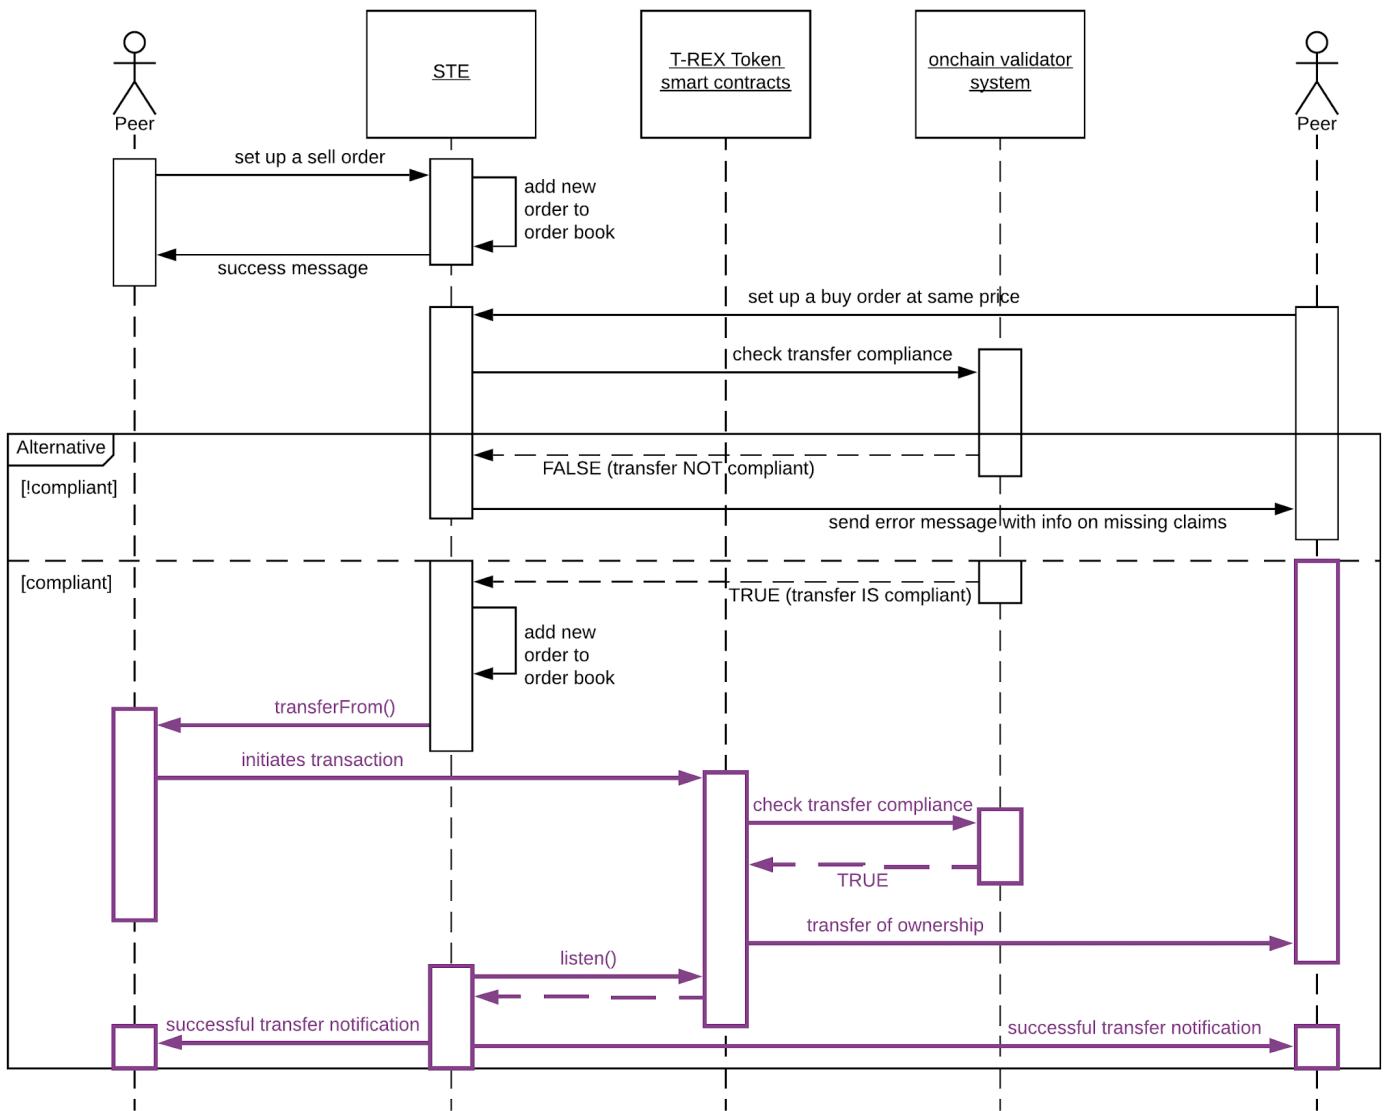 Peer
STE
T-REX Token
smart contracts
onchain validator
system
Peer
set up a sell order
add new
order to
order book
success message
set up a buy order at same price
check transfer compliance
Alternative
FALSE (transfer NOT compliant)
[!compliant]
send error message with info on missing claims
[compliant]
TRUE (transfer IS compliant)
add new
order to
order book
transferFrom()
initiates transaction
check transfer compliance
TRUE
transfer of ownership
listen()
successful transfer notification
successful transfer notification